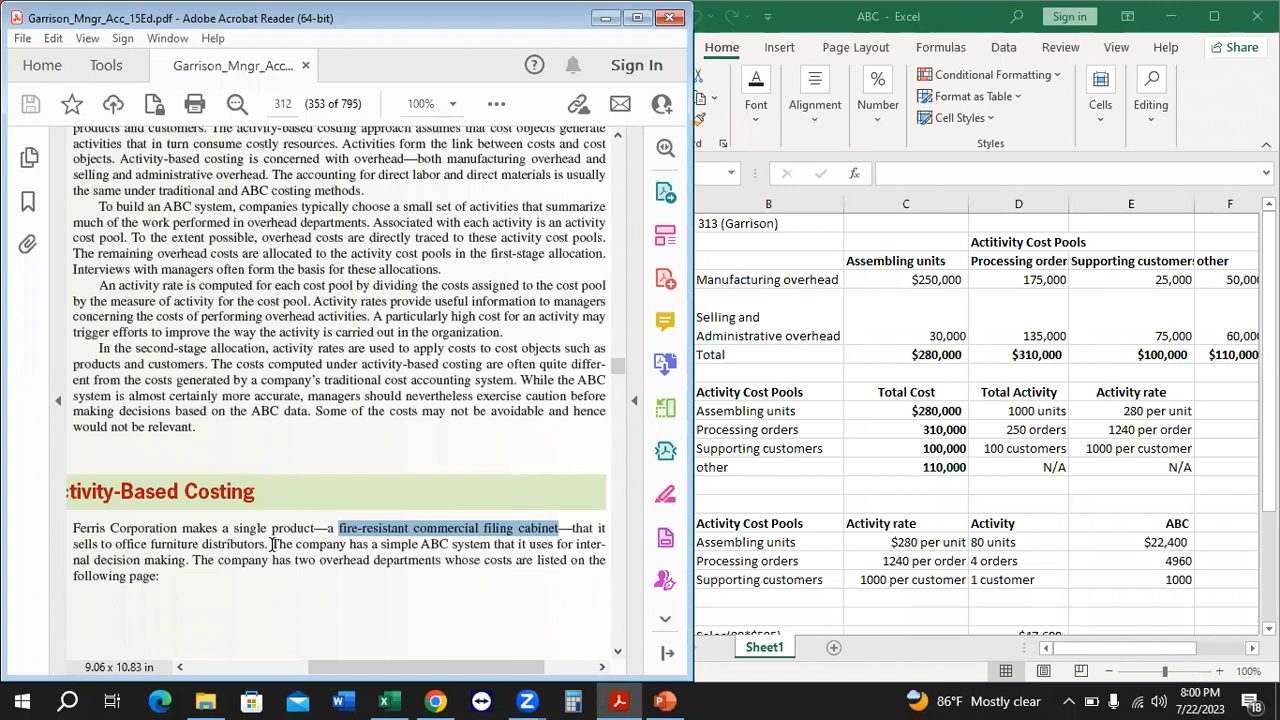 Garrison_Mngr_Acc_15Ed.pdf - Adobe Acrobat Reader (64-bit)
File Edit View Sign Window Help
Home Tools Garrison_Mngr_Acc... × Sign In
312 (353 of 795) 100%
products and customers. The activity-based costing approach assumes that cost objects generate
activities that in turn consume costly resources. Activities form the link between costs and cost
objects. Activity-based costing is concerned with overhead—both manufacturing overhead and
selling and administrative overhead. The accounting for direct labor and direct materials is usually
the same under traditional and ABC costing methods.
To build an ABC system, companies typically choose a small set of activities that summarize
much of the work performed in overhead departments. Associated with each activity is an activity
cost pool. To the extent possible, overhead costs are directly traced to these activity cost pools.
The remaining overhead costs are allocated to the activity cost pools in the first-stage allocation.
Interviews with managers often form the basis for these allocations.
An activity rate is computed for each cost pool by dividing the costs assigned to the cost pool
by the measure of activity for the cost pool. Activity rates provide useful information to managers
concerning the costs of performing overhead activities. A particularly high cost for an activity may
trigger efforts to improve the way the activity is carried out in the organization.
In the second-stage allocation, activity rates are used to apply costs to cost objects such as
products and customers. The costs computed under activity-based costing are often quite differ-
ent from the costs generated by a company's traditional cost accounting system. While the ABC
system is almost certainly more accurate, managers should nevertheless exercise caution before
making decisions based on the ABC data. Some of the costs may not be avoidable and hence
would not be relevant.
ctivity-Based Costing
Ferris Corporation makes a single product—a fire-resistant commercial filing cabinet—that it
sells to office furniture distributors. The company has a simple ABC system that it uses for inter-
nal decision making. The company has two overhead departments whose costs are listed on the
following page:
9.06 x 10.83 in
ABC - Excel Sign in
Home Insert Page Layout Formulas Data Review View Help Share
Font Alignment Number Conditional Formatting Format as Table Cell Styles Cells Editing
Styles
B C D E F
313 (Garrison)
Actitivity Cost Pools
Assembling units Processing order Supporting customers other
Manufacturing overhead $250,000 175,000 25,000 50,00
Selling and
Administrative overhead 30,000 135,000 75,000 60,00
Total $280,000 $310,000 $100,000 $110,000
Activity Cost Pools Total Cost Total Activity Activity rate
Assembling units $280,000 1000 units 280 per unit
Processing orders 310,000 250 orders 1240 per order
Supporting customers 100,000 100 customers 1000 per customer
other 110,000 N/A N/A
Activity Cost Pools Activity rate Activity ABC
Assembling units $280 per unit 80 units $22,400
Processing orders 1240 per order 4 orders 4960
Supporting customers 1000 per customer 1 customer 1000
Sales(80*$595) $47,600
Sheet1
100%
86°F Mostly clear
8:00 PM
7/22/2023
18